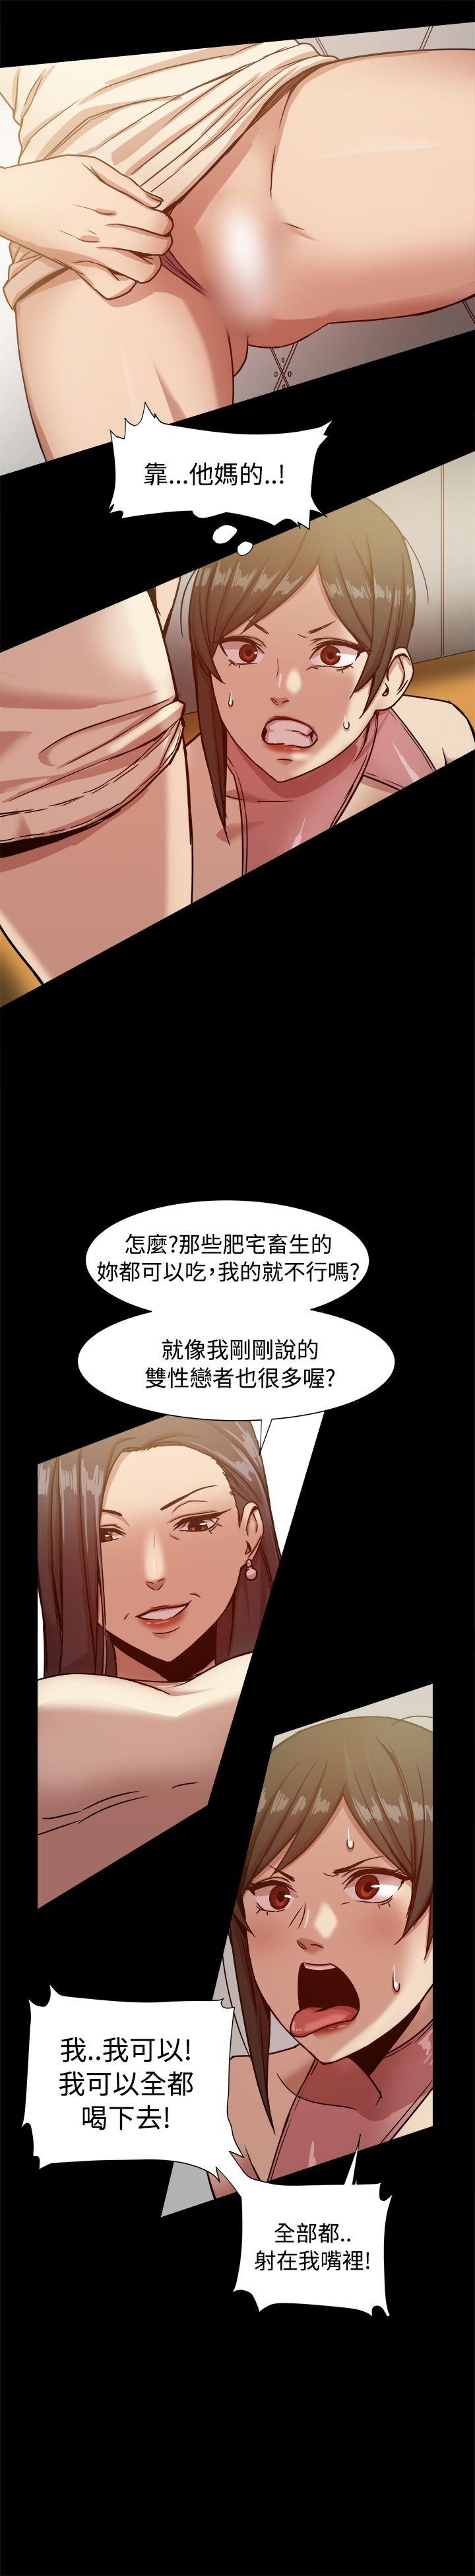 靠...他媽的..!
怎麼?那些肥宅畜生的
妳都可以吃,我的就不行嗎?
就像我剛剛說的
雙性戀者也很多喔?
我..我可以!
我可以全都
喝下去!
全部都..
射在我嘴裡!